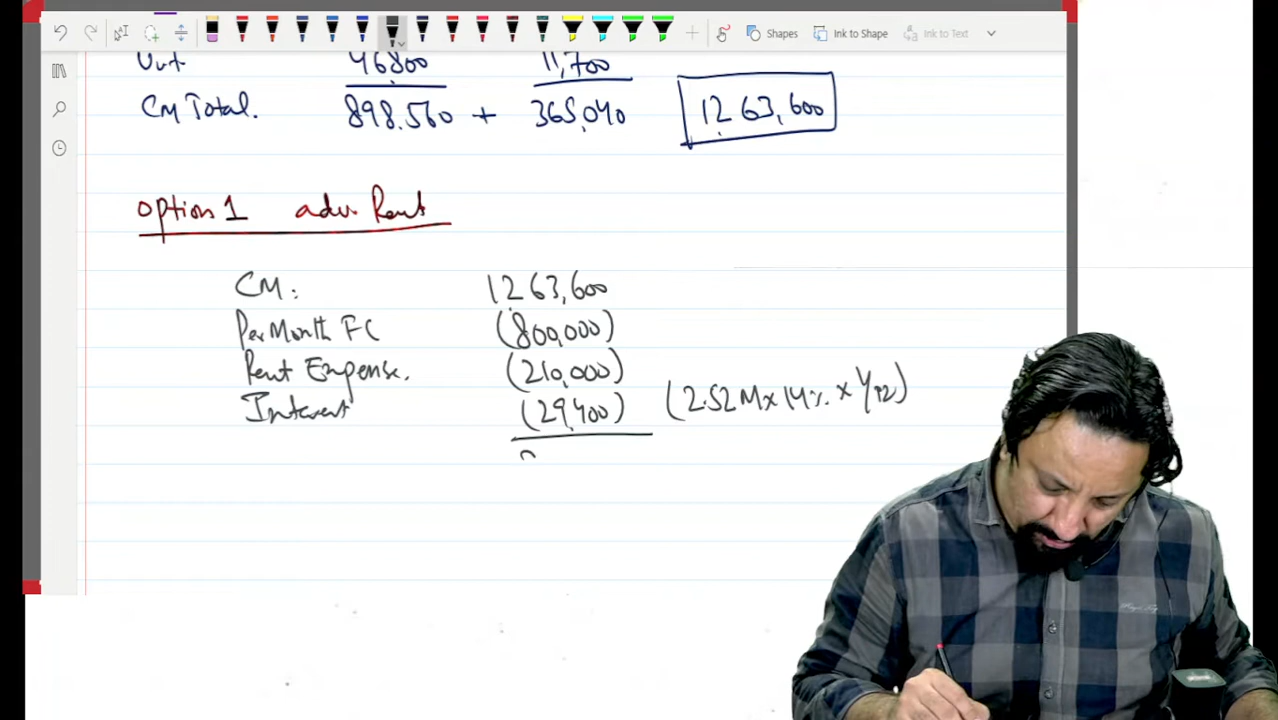 Shapes Ink to Shape Ink to Text
Unit 46800 11,700
CM Total. 898,560 + 365,040 1263,600
Option 1 adv. Rent
CM: 1263,600
Per Month FC (800,000)
Rent Expense. (210,000)
Interest (29,400) (2.52M x 14% x 1/12)